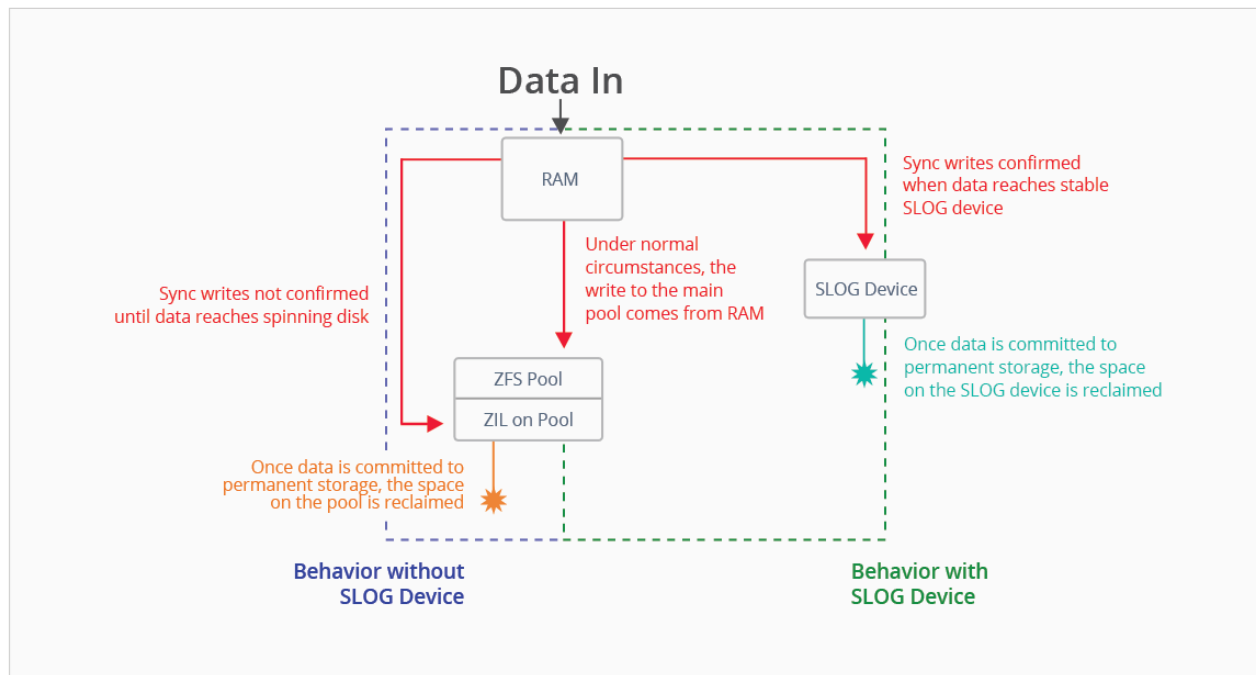 Data In
RAM
Sync writes confirmed
when data reaches stable
SLOG device
Under normal
circumstances, the
write to the main
pool comes from RAM
Sync writes not confirmed
until data reaches spinning disk
SLOG Device
Once data is committed to
permanent storage, the space
on the SLOG device is reclaimed
ZFS Pool
ZIL on Pool
Once data is committed to
permanent storage, the space
on the pool is reclaimed
Behavior without
SLOG Device
Behavior with
SLOG Device